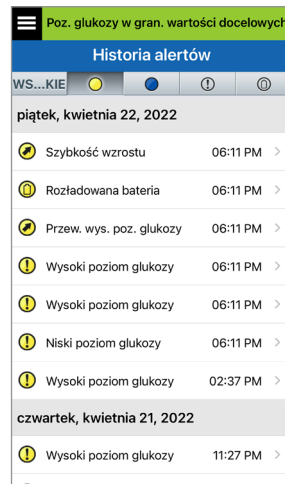 Poz. glukozy w gran. wartości docelowych
Historia alertów
WS...KIE
piątek, kwietnia 22, 2022
Szybkość wzrostu 06:11 PM
Rozładowana bateria 06:11 PM
Przew. wys. poz. glukozy 06:11 PM
Wysoki poziom glukozy 06:11 PM
Wysoki poziom glukozy 06:11 PM
Niski poziom glukozy 06:11 PM
Wysoki poziom glukozy 02:37 PM
czwartek, kwietnia 21, 2022
Wysoki poziom glukozy 11:27 PM